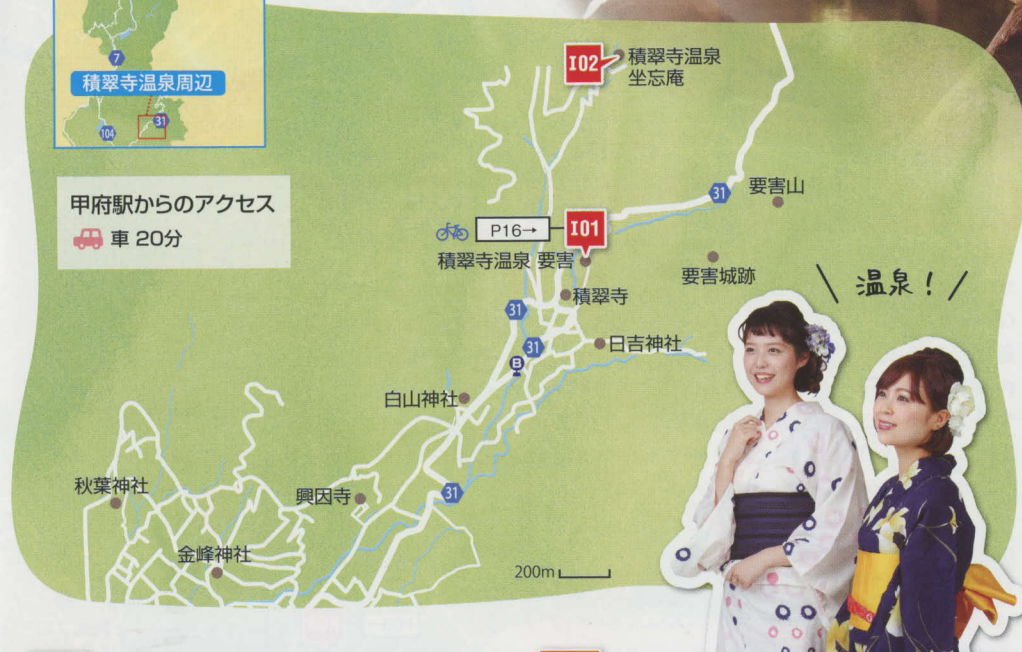 7
積翠寺温泉周辺
104
31
甲府駅からのアクセス
車 20分
I02
積翠寺温泉
坐忘庵
31
要害山
P16→
I01
積翠寺温泉 要害
要害城跡
温泉!
積翠寺
31
31
日吉神社
B
白山神社
秋葉神社
興因寺
31
金峰神社
200m